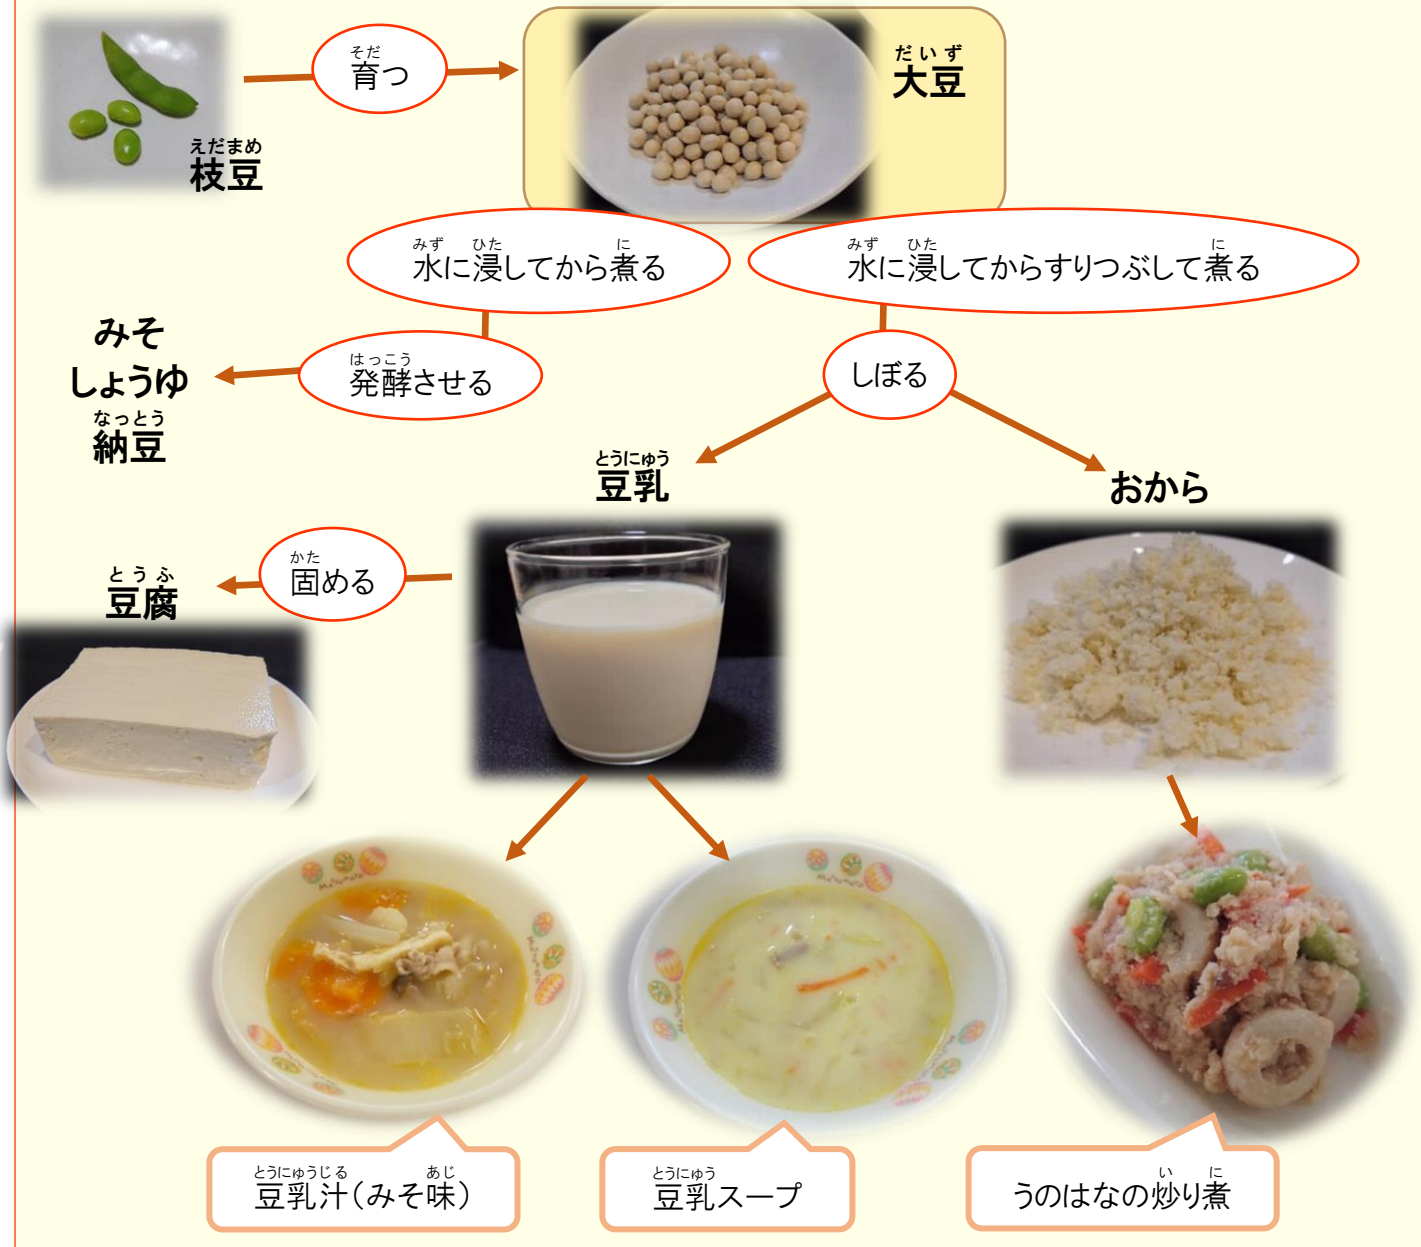 そだ
育つ
だいず
大豆
えだまめ
枝豆
みず ひた に
水に浸してから煮る
みず ひた に
水に浸してからすりつぶして煮る
みそ
しょうゆ
なっとう
納豆
はっこう
発酵させる
しぼる
とうにゅう
豆乳
おから
かた
固める
とうふ
豆腐
とうにゅうじる あじ
豆乳汁（みそ味）
とうにゅう
豆乳スープ
い に
うのはなの炒り煮